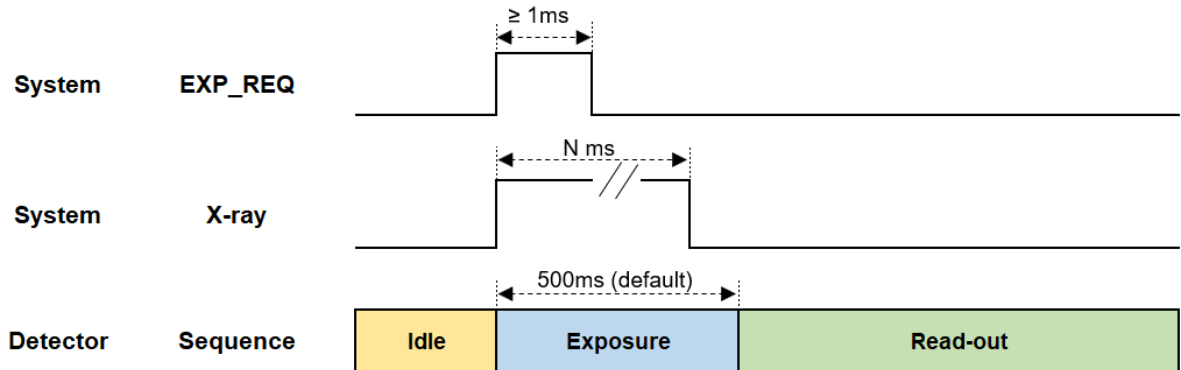 ≥ 1ms
System EXP_REQ
N ms
System X-ray
500ms (default)
Detector Sequence Idle Exposure Read-out